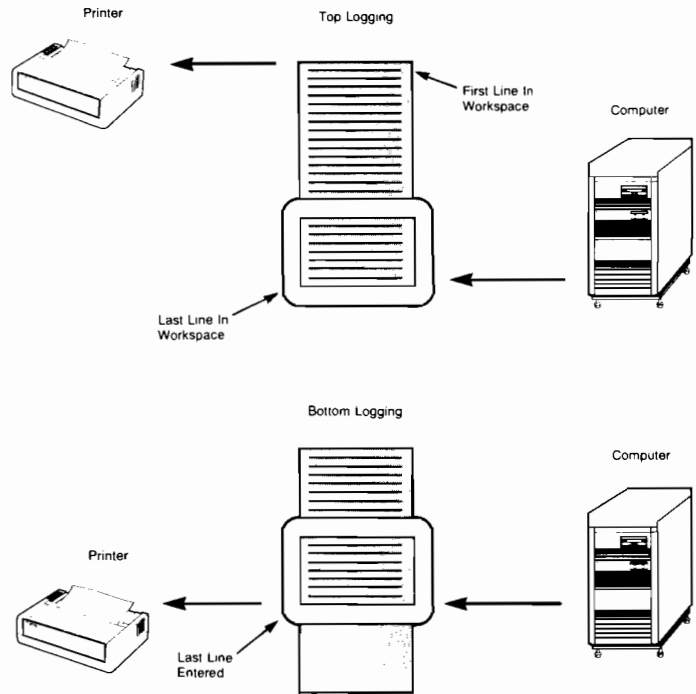 Printer
Top Logging
First Line In
Workspace
Computer
Last Line In
Workspace
Bottom Logging
Computer
Printer
Last Line
Entered